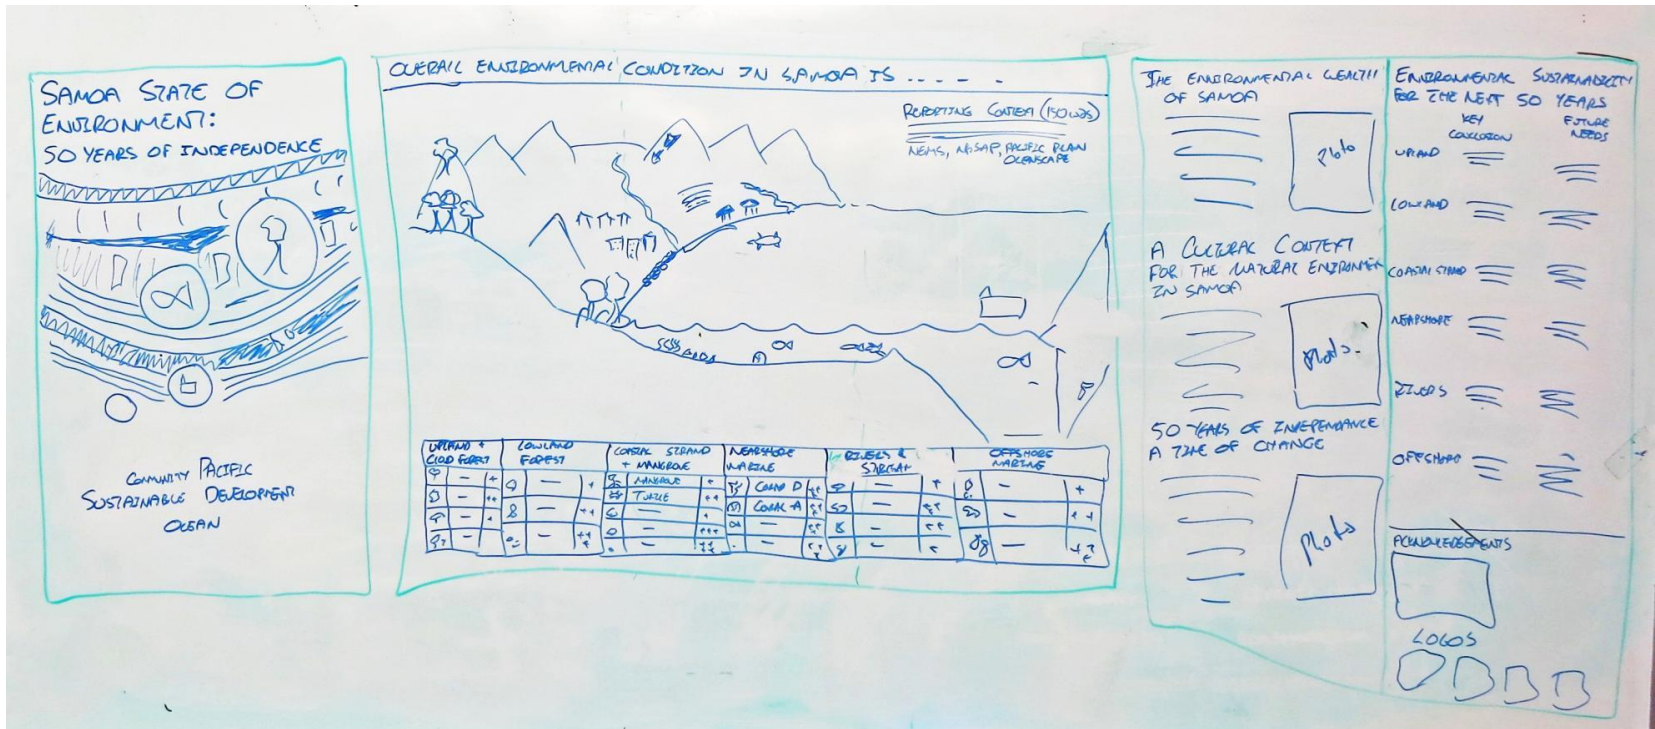 SAMOA STATE OF
ENVIRONMENT:
50 YEARS OF INDEPENDENCE
COMMUNITY PACIFIC
SUSTAINABLE DEVELOPMENT
OCEAN
OVERALL ENVIRONMENTAL CONDITION IN SAMOA IS . . . . .
REPORTING CONTEXT (150 WDS)
NEMS, NBSAP, PACIFIC PLAN
OCEANSCAPE
UPLAND +
CLOUD FOREST
LOWLAND
FOREST
COASTAL STRAND
+ MANGROVE
MANGROVE
TURTLE
NEARSHORE
MARINE
CORAL D
CORAL A
RIVERS &
STREAM
OFFSHORE
MARINE
THE ENVIRONMENTAL WEALTH
OF SAMOA
Photo
A CULTURAL CONTEXT
FOR THE NATURAL ENVIRONMEN
IN SAMOA
photo.
50 YEARS OF INDEPENDANCE
A TIME OF CHANGE
photo
ENVIRONMENTAL SUSTAINABILITY
FOR THE NEXT 50 YEARS
KEY
CONCLUSION
FUTURE
NEEDS
UPLAND
LOWLAND
COASTAL STRAND
NEARSHORE
RIVERS
OFFSHORE
ACKNOWLEDGEMENTS
LOGOS